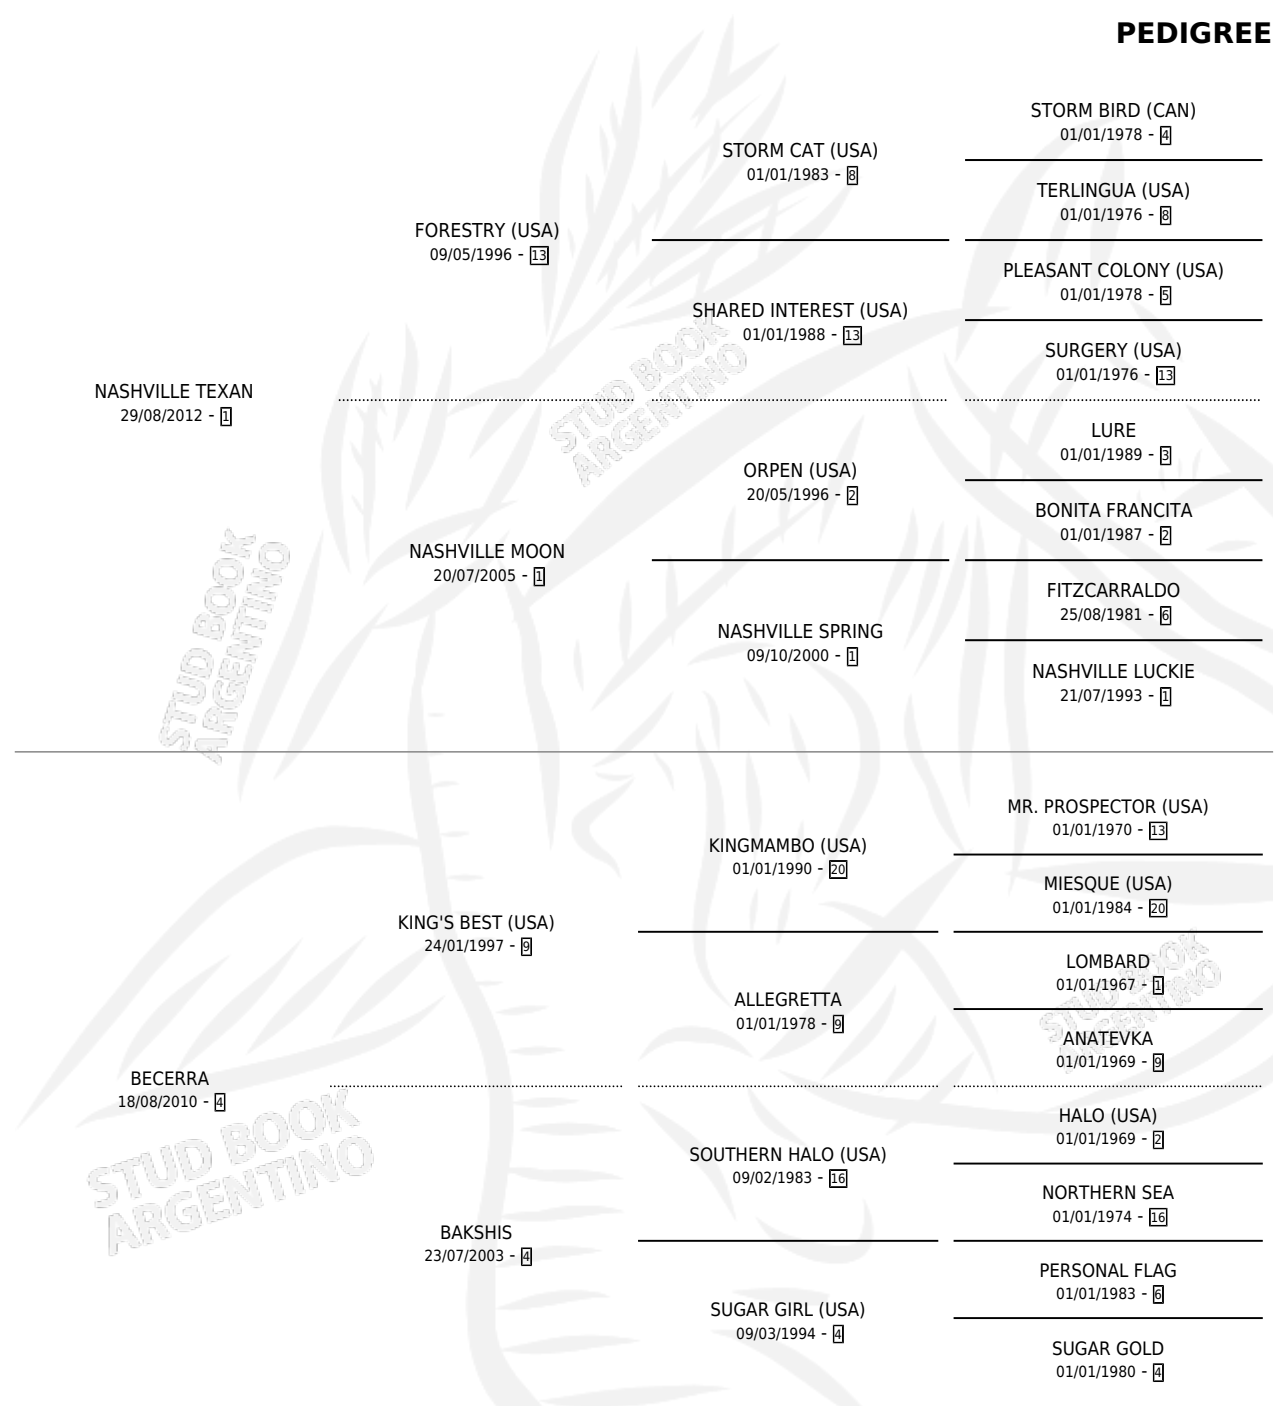 PEDIGREE
STORM BIRD (CAN)
01/01/1978 - 4
STORM CAT (USA)
01/01/1983 - 8
TERLINGUA (USA)
01/01/1976 - 8
FORESTRY (USA)
09/05/1996 - 13
PLEASANT COLONY (USA)
01/01/1978 - 5
SHARED INTEREST (USA)
01/01/1988 - 13
SURGERY (USA)
01/01/1976 - 13
NASHVILLE TEXAN
29/08/2012 - 1
LURE
01/01/1989 - 3
ORPEN (USA)
20/05/1996 - 2
BONITA FRANCITA
01/01/1987 - 2
NASHVILLE MOON
20/07/2005 - 1
FITZCARRALDO
25/08/1981 - 6
NASHVILLE SPRING
09/10/2000 - 1
NASHVILLE LUCKIE
21/07/1993 - 1
MR. PROSPECTOR (USA)
01/01/1970 - 13
KINGMAMBO (USA)
01/01/1990 - 20
MIESQUE (USA)
01/01/1984 - 20
KING'S BEST (USA)
24/01/1997 - 9
LOMBARD
01/01/1967 - 1
ALLEGRETTA
01/01/1978 - 9
ANATEVKA
01/01/1969 - 9
BECERRA
18/08/2010 - 4
HALO (USA)
01/01/1969 - 2
SOUTHERN HALO (USA)
09/02/1983 - 16
NORTHERN SEA
01/01/1974 - 16
BAKSHIS
23/07/2003 - 4
PERSONAL FLAG
01/01/1983 - 6
SUGAR GIRL (USA)
09/03/1994 - 4
SUGAR GOLD
01/01/1980 - 4
STUD BOOK
ARGENTINO
STUD BOOK
ARGENTINO
STUD BOOK
ARGENTINO
STUD BOOK
ARGENTINO